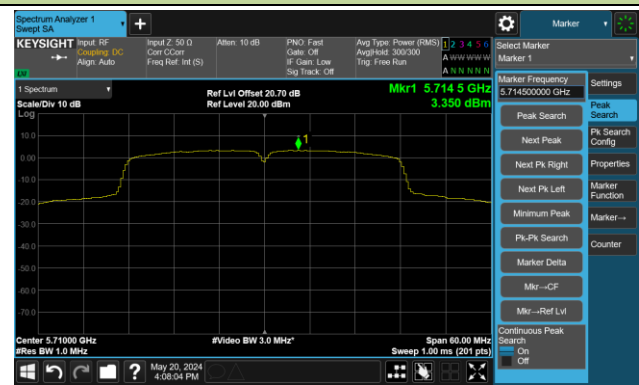 Spectrum Analyzer 1
Swept SA
Marker
KEYSIGHT
Input: RF
Coupling: DC
Align: Auto
Input Z: 50 Ω
Corr CCorr
Freq Ref: Int (S)
Atten: 10 dB
PNO: Fast
Gate: Off
IF Gain: Low
Sig Track: Off
Avg Type: Power (RMS)
Avg|Hold: 300/300
Trig: Free Run
1 2 3 4 5 6
A W W W W W
A N N N N N
Select Marker
Marker 1
1 Spectrum
Scale/Div 10 dB
Log
Ref Lvl Offset 20.70 dB
Ref Level 20.00 dBm
Mkr1 5.714 5 GHz
3.350 dBm
10.0
0.00
-10.0
-20.0
-30.0
-40.0
-50.0
-60.0
-70.0
1
Center 5.71000 GHz
#Res BW 1.0 MHz
#Video BW 3.0 MHz*
Span 60.00 MHz
Sweep 1.00 ms (201 pts)
Marker Frequency
5.714500000 GHz
Peak Search
Next Peak
Next Pk Right
Next Pk Left
Minimum Peak
Pk-Pk Search
Marker Delta
Mkr→CF
Mkr→Ref Lvl
Continuous Peak
Search
On
Off
Settings
Peak
Search
Pk Search
Config
Properties
Marker
Function
Marker→
Counter
May 20, 2024
4:08:04 PM